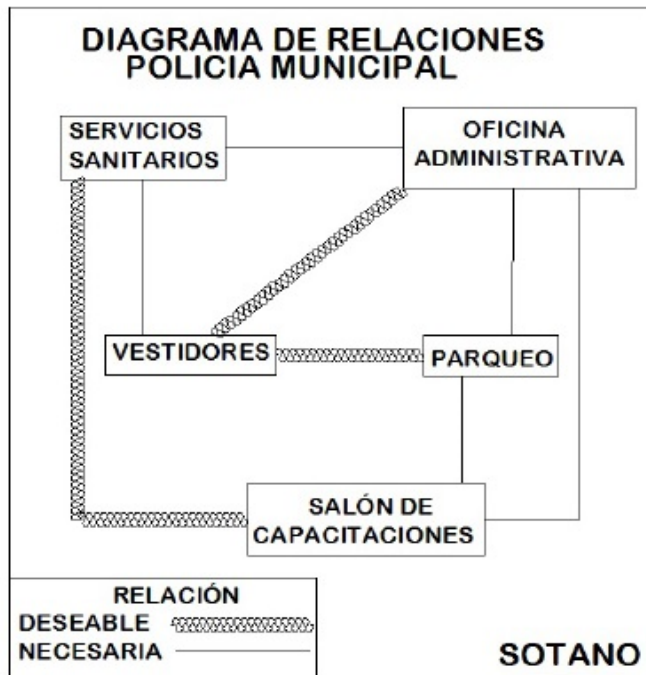 DIAGRAMA DE RELACIONES
POLICIA MUNICIPAL
SERVICIOS
SANITARIOS
OFICINA
ADMINISTRATIVA
VESTIDORES
PARQUEO
SALÓN DE
CAPACITACIONES
RELACIÓN
DESEABLE
NECESARIA
SOTANO